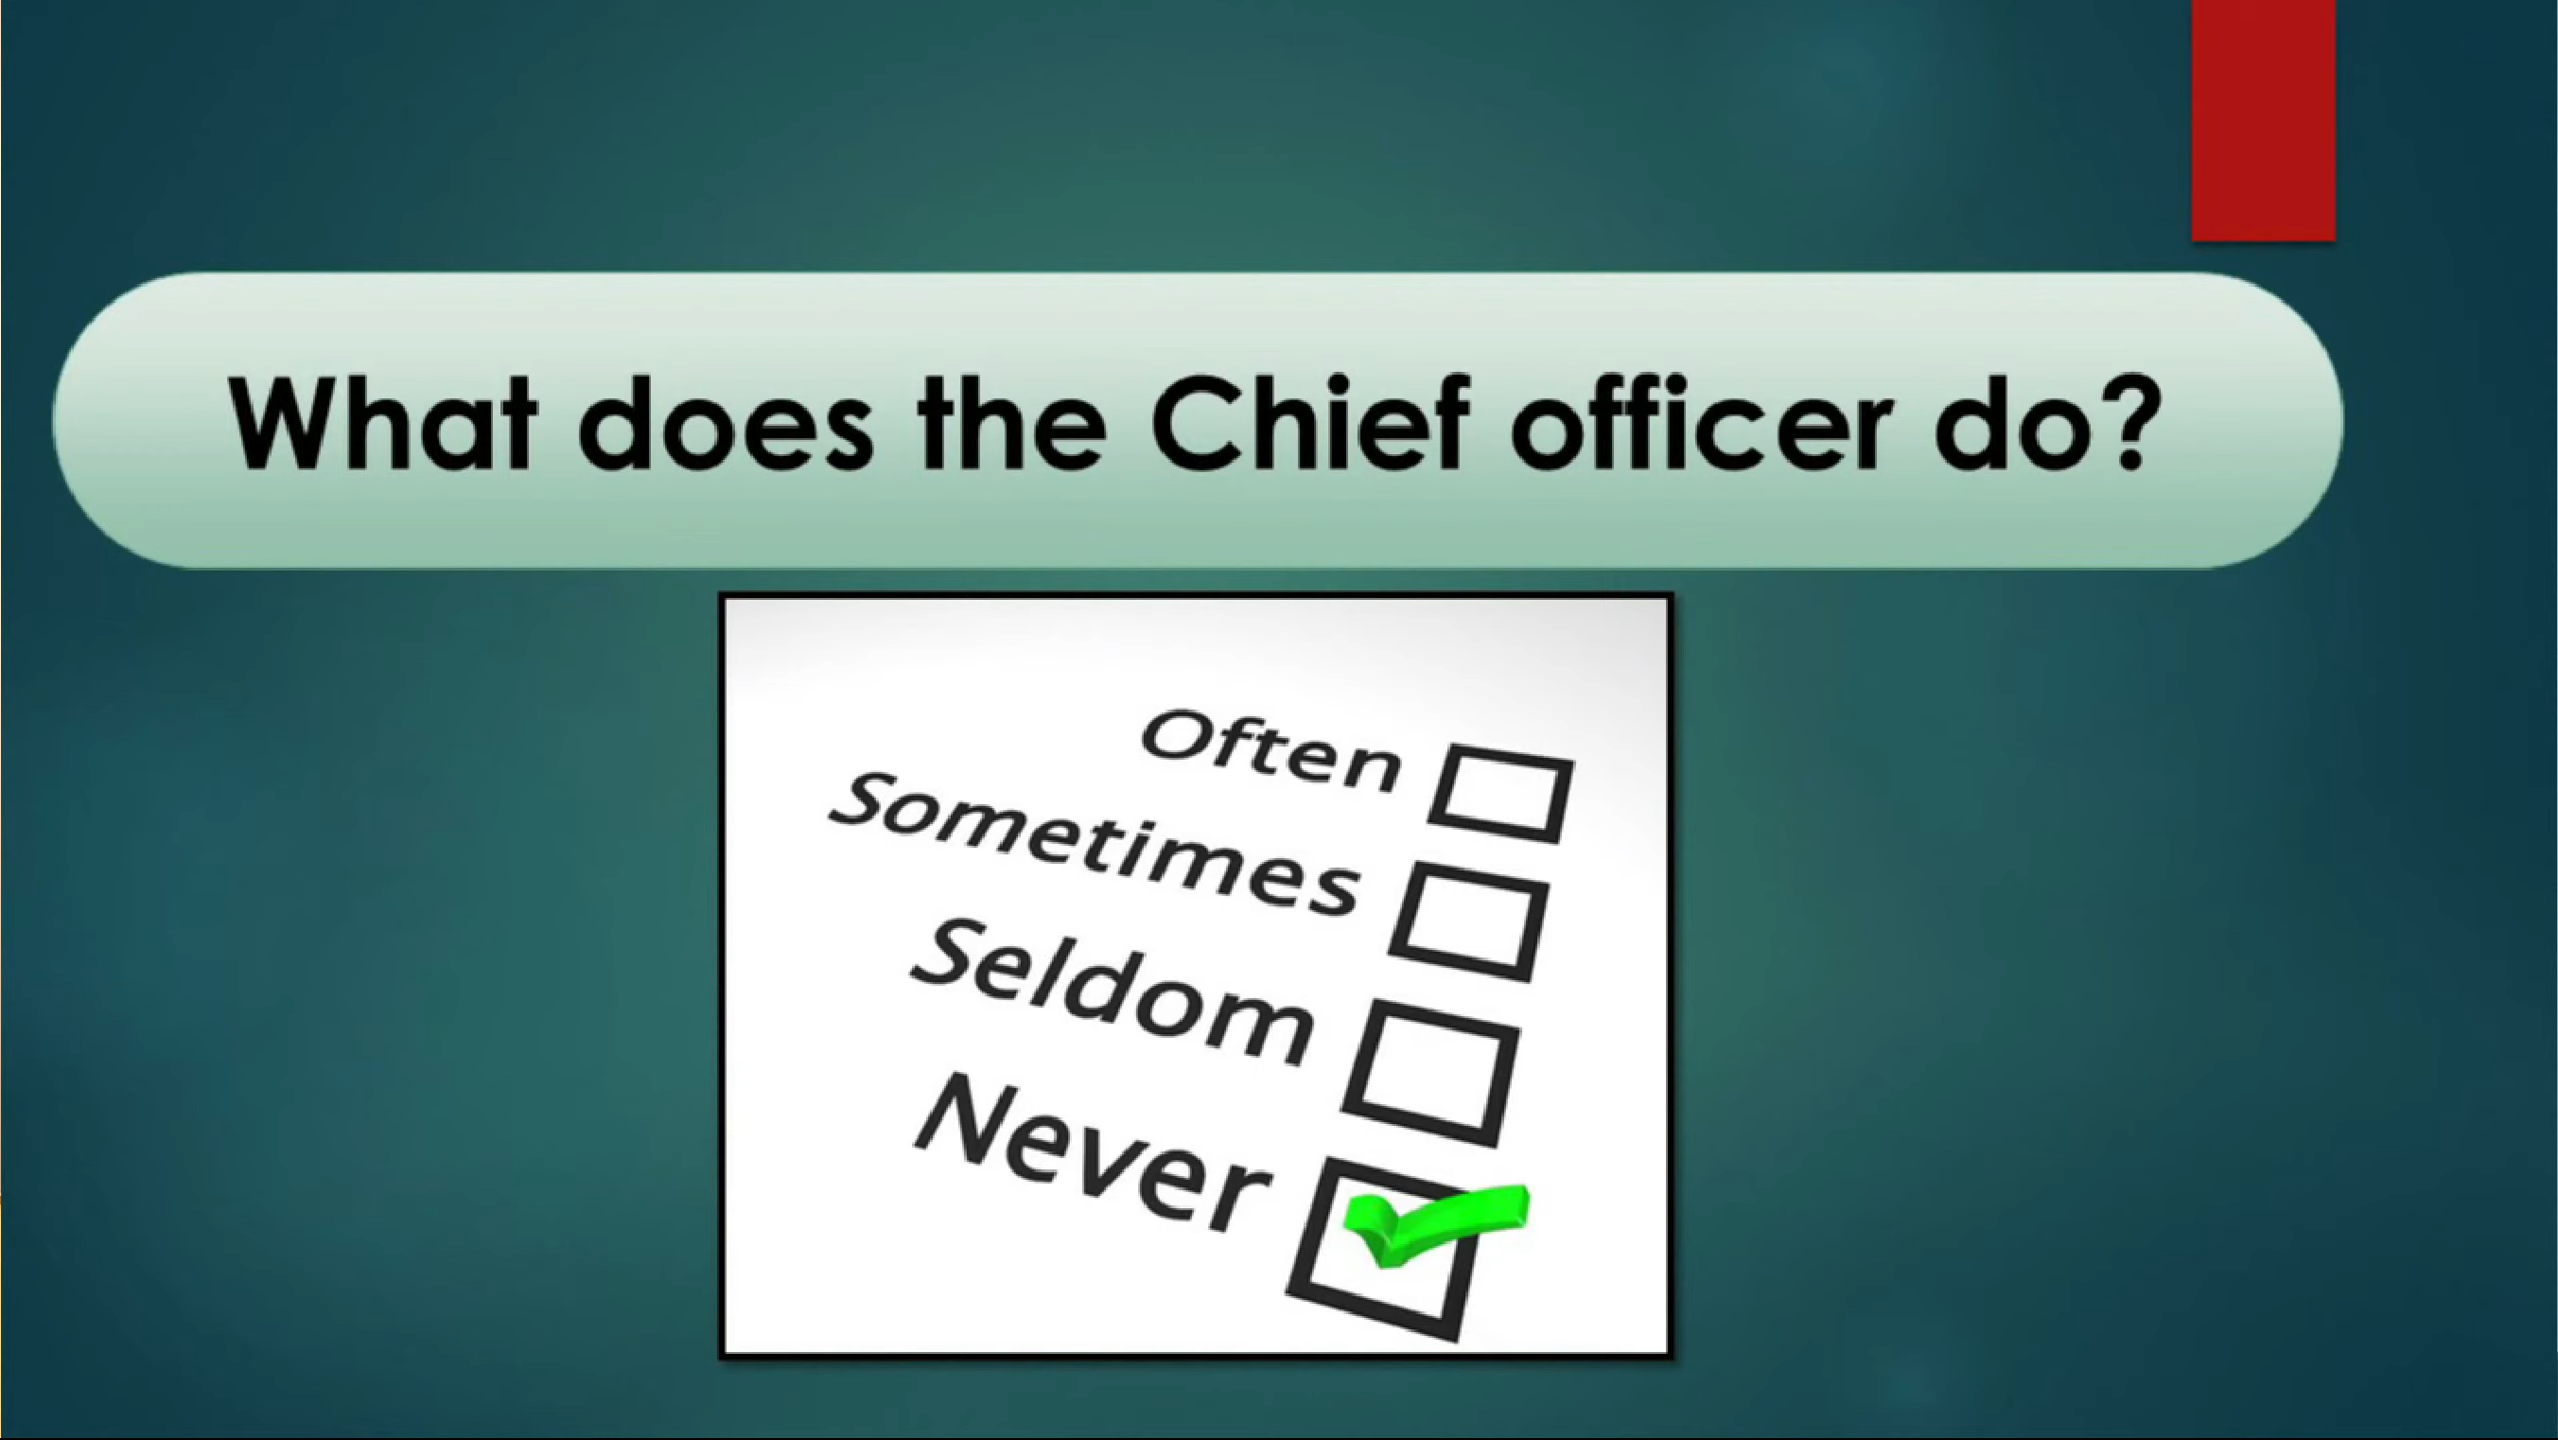 What does the Chief officer do?
Often
Sometimes
Seldom
Never